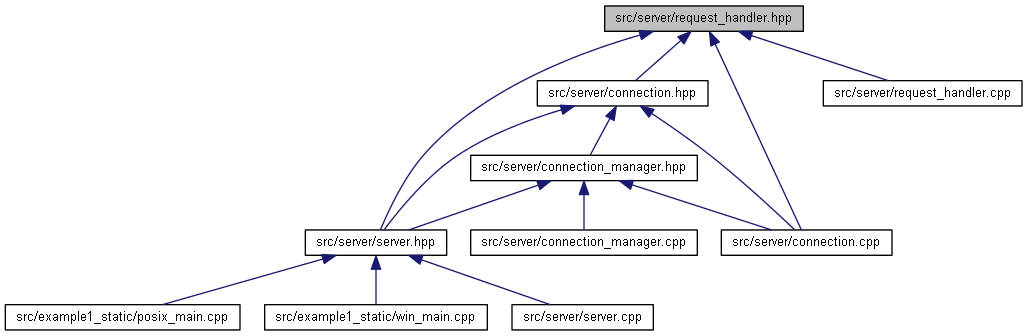 src/server/request_handler.hpp
src/server/connection.hpp
src/server/request_handler.cpp
src/server/connection_manager.hpp
src/server/server.hpp
src/server/connection_manager.cpp
src/server/connection.cpp
src/example1_static/posix_main.cpp
src/example1_static/win_main.cpp
src/server/server.cpp